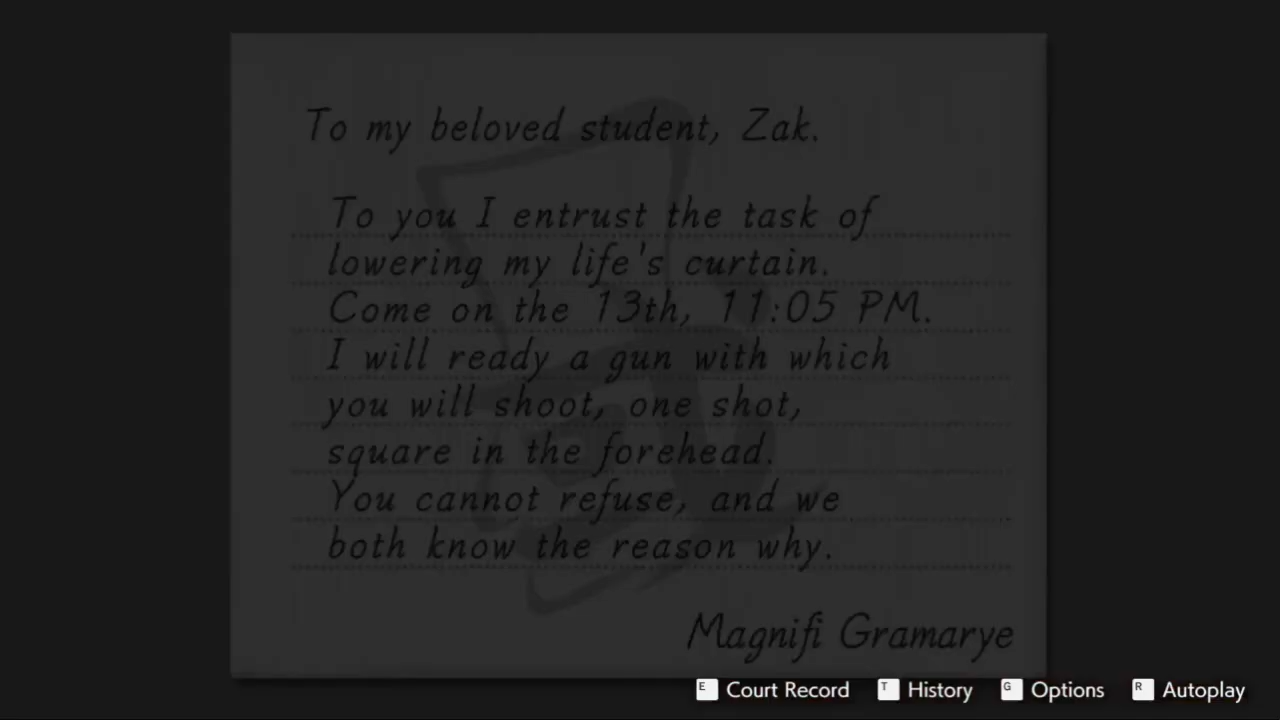 To my beloved student, Zak.
To you I entrust the task of
lowering my life's curtain.
Come on the 13th, 11:05 PM.
I will ready a gun with which
you will shoot, one shot,
square in the forehead.
You cannot refuse, and we
both know the reason why.
Magnifi Gramarye
E Court Record T History G Options R Autoplay